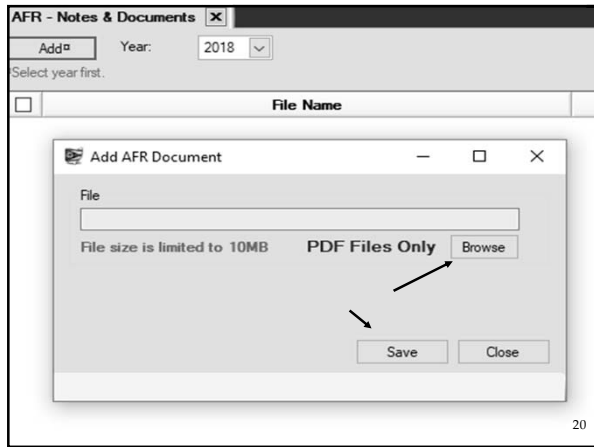 AFR - Notes & Documents X
Add¤ Year: 2018
*Select year first.
File Name
Add AFR Document
File
File size is limited to 10MB PDF Files Only Browse
Save Close
20